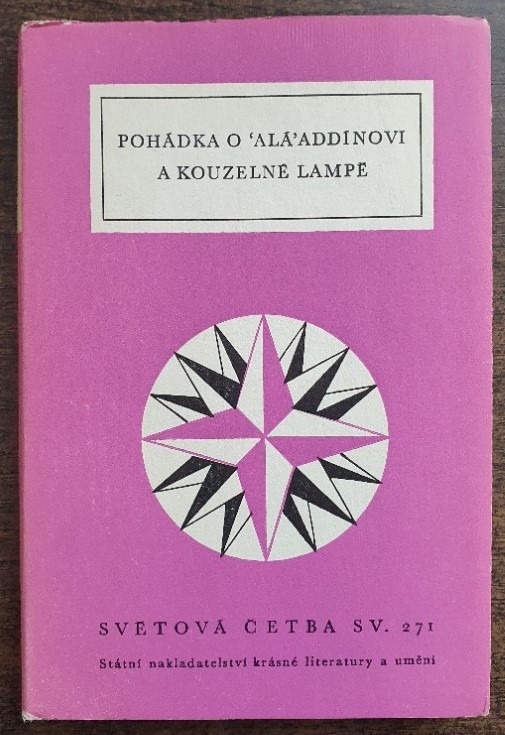 POHÁDKA O ‘ALÁ’ADDÍNOVI
A KOUZELNÉ LAMPĚ
SVĚTOVÁ ČETBA SV. 271
Státní nakladatelství krásné literatury a umění